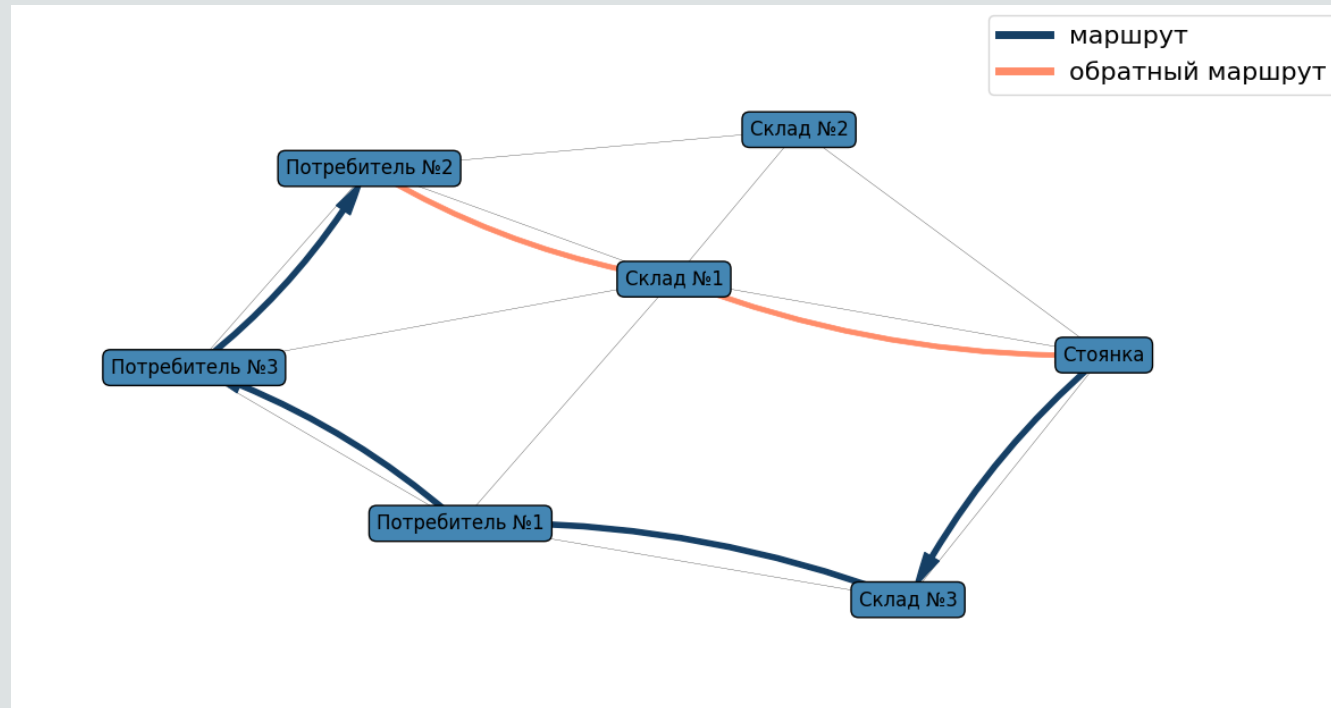 маршрут
обратный маршрут
Склад №2
Потребитель №2
Склад №1
Стоянка
Потребитель №3
Потребитель №1
Склад №3